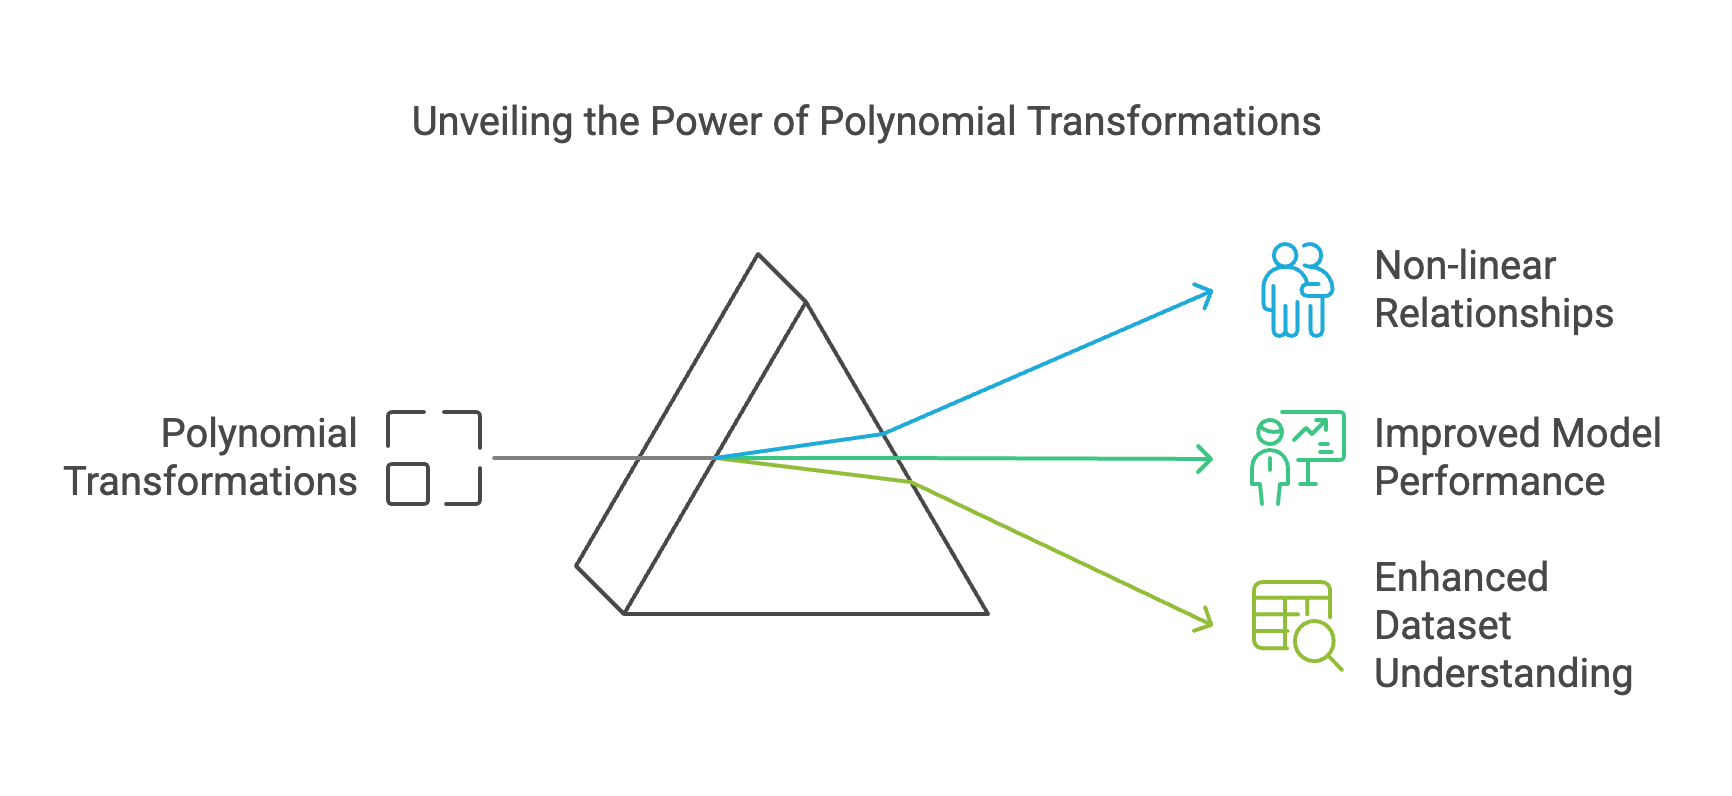 Unveiling the Power of Polynomial Transformations
Polynomial
Transformations
Non-linear
Relationships
Improved Model
Performance
Enhanced
Dataset
Understanding